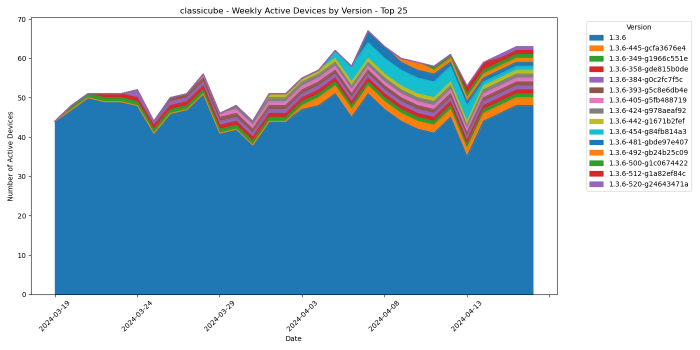 classicube - Weekly Active Devices by Version - Top 25
Number of Active Devices
70
60
50
40
30
20
10
0
2024-03-19
2024-03-24
2024-03-29
2024-04-03
2024-04-08
2024-04-13
Date
Version
1.3.6
1.3.6-445-gcfa3676e4
1.3.6-349-g1966c551e
1.3.6-358-gde815b0de
1.3.6-384-g0c2fc7f5c
1.3.6-393-g5c8e6db4e
1.3.6-405-g5fb488719
1.3.6-424-g978aeaf92
1.3.6-442-g1671b2fef
1.3.6-454-g84fb814a3
1.3.6-481-gbde97e407
1.3.6-492-gb24b25c09
1.3.6-500-g1c0674422
1.3.6-512-g1a82ef84c
1.3.6-520-g24643471a